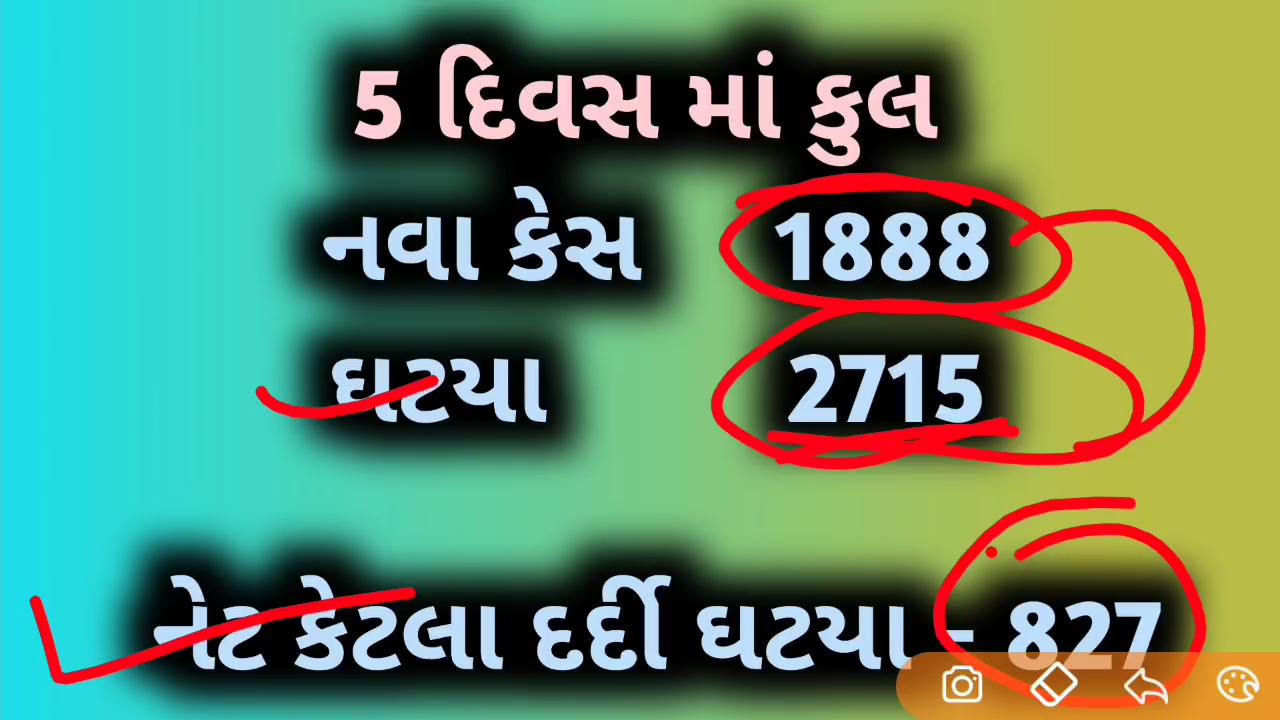 5 દિવસ માં કુલ
નવા કેસ 1888
ઘટયા 2715
નેટ કેટલા દર્દી ઘટયા - 827